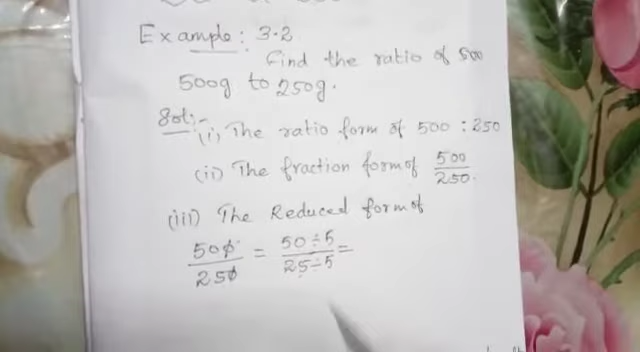 Example: 3.2
Find the ratio of 500
500g to 250g.
Sol:-
(i) The ratio form of 500 : 250
(ii) The fraction form of 500/250.
(iii) The Reduced form of
500/250 = 50÷5/25÷5 =